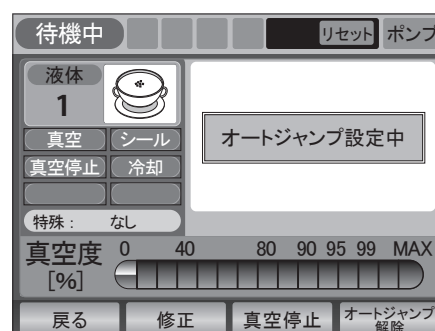 待機中 リセット ポンプ
液体
1
真空 シール
真空停止 冷却
特殊： なし
オートジャンプ設定中
真空度 0 40 80 90 95 99 MAX
[%]
戻る 修正 真空停止 オートジャンプ
解除